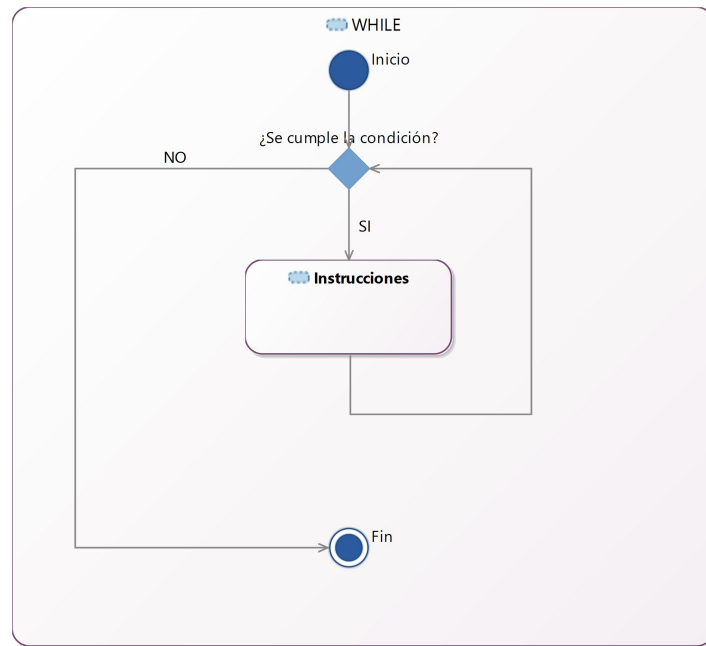 WHILE
Inicio
¿Se cumple la condición?
NO
SI
Instrucciones
Fin